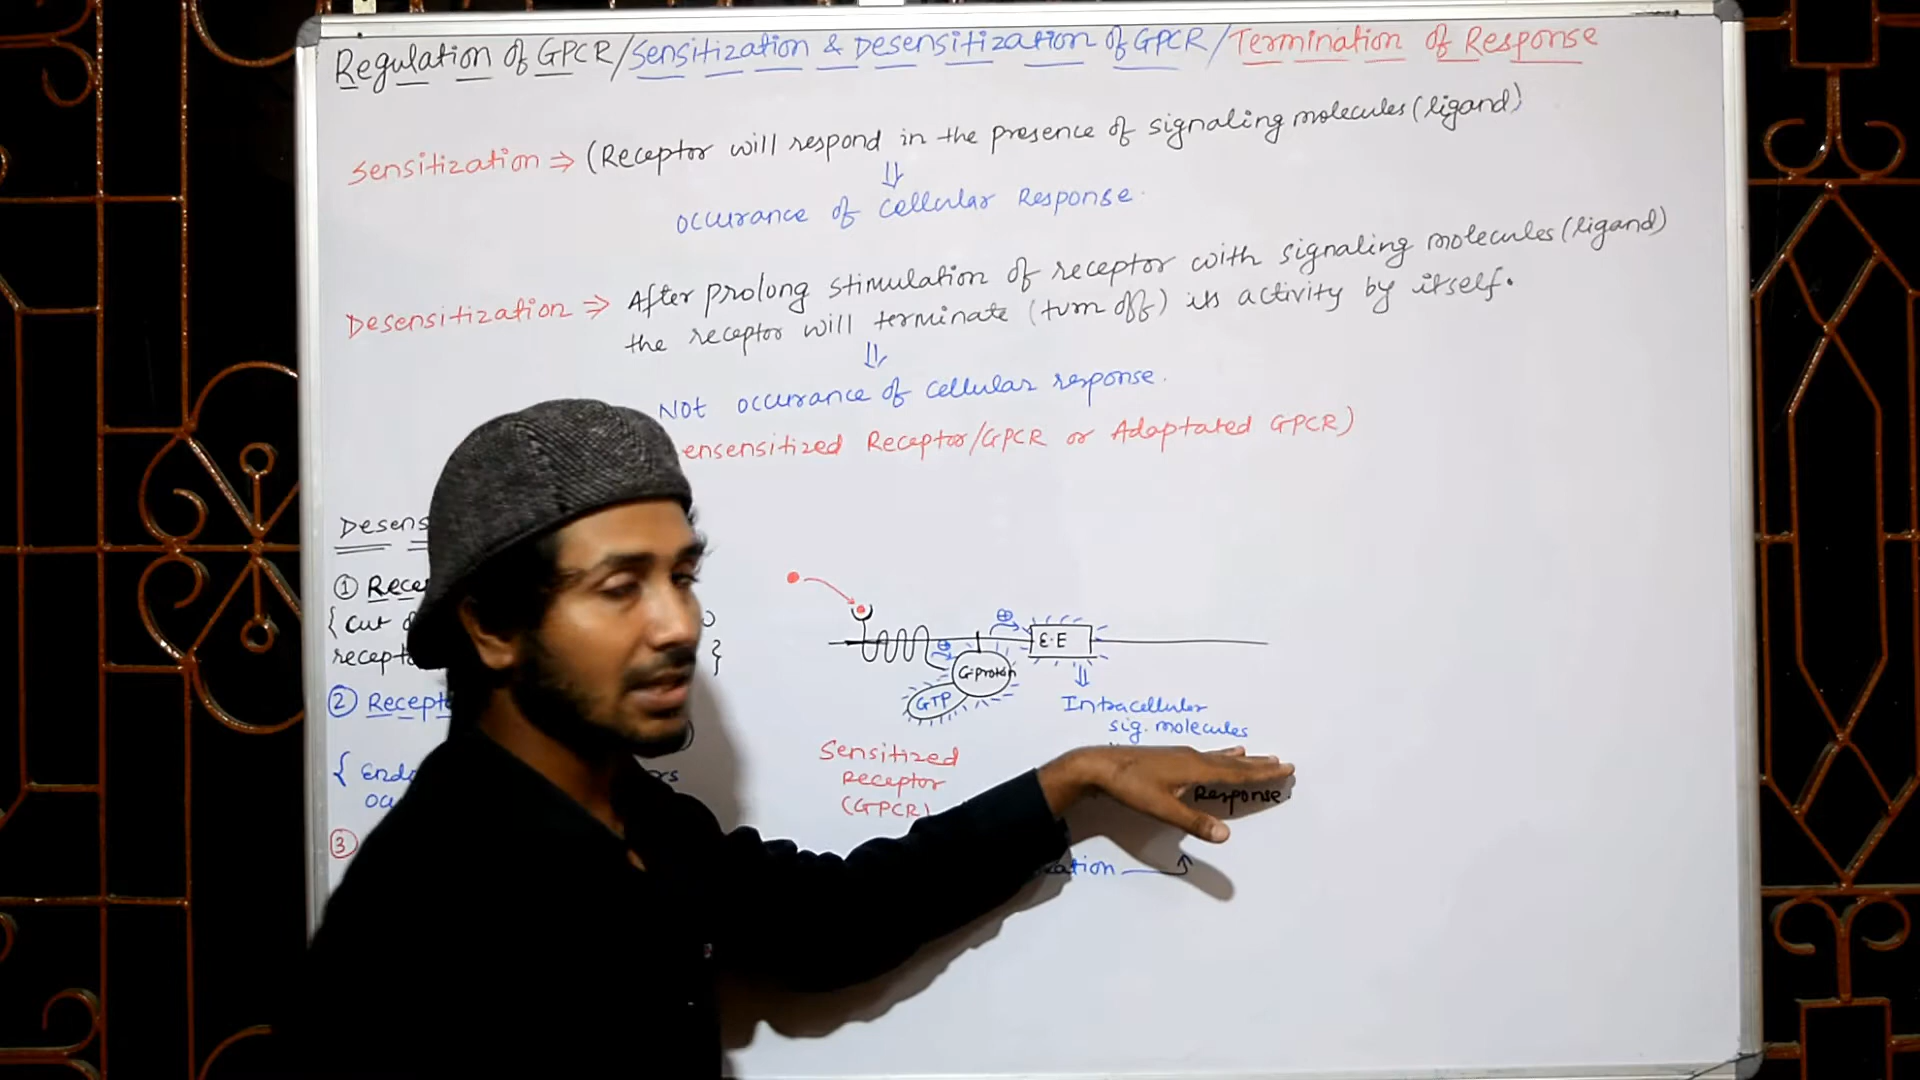 Regulation of GPCR/Sensitization & Desensitization of GPCR/Termination of Response
Sensitization ⇒ (Receptor will respond in the presence of signaling molecules (ligand)
⇓
occurance of cellular Response.
Desensitization ⇒ After prolong stimulation of receptor with signaling molecules (ligand)
the receptor will terminate (turn off) its activity by itself.
⇓
Not occurance of cellular response.
ensensitized Receptor/GPCR or Adaptated GPCR)
Desens
① Rece
{ cut
recept }
② Recept
{ Endo
③
G-protein
GTP
E·E
⇓
Intracellular
sig. molecules
Response.
Sensitized
Receptor
(GPCR)
zation